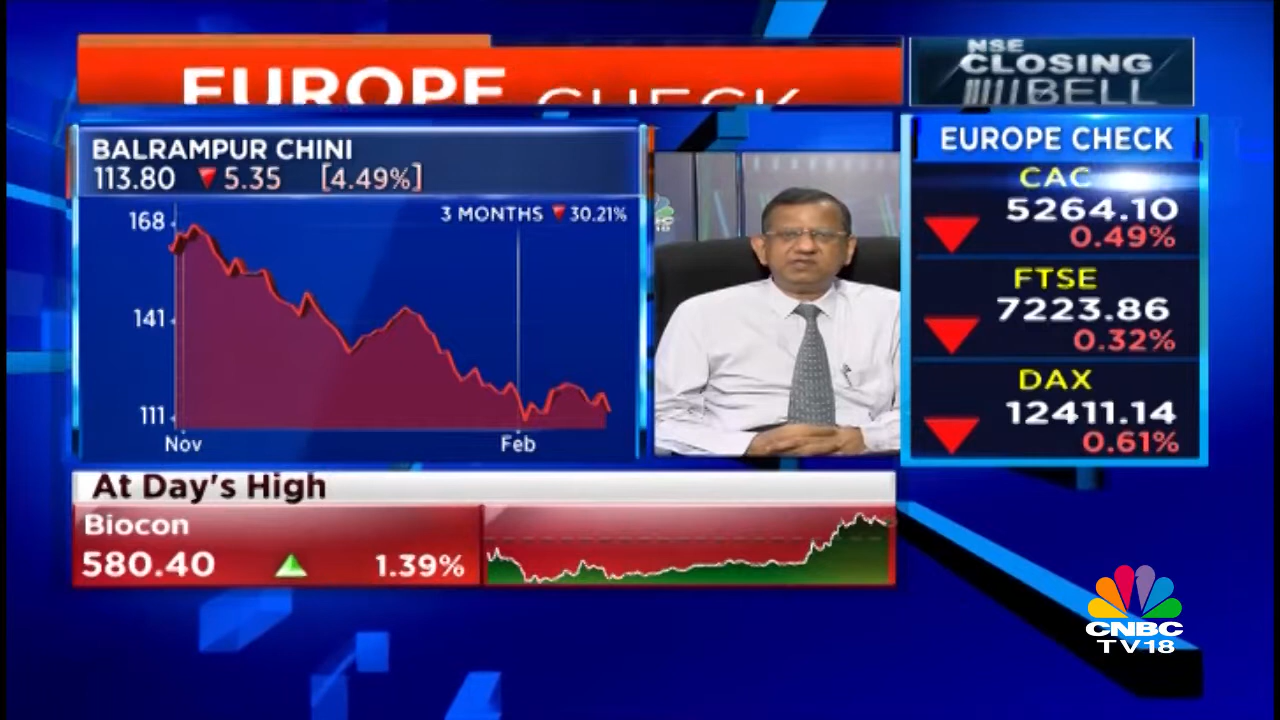 EUROPE CHECK
NSE
CLOSING
BELL
BALRAMPUR CHINI
113.80 5.35 [4.49%]
3 MONTHS 30.21%
168
141
111
Nov Feb
EUROPE CHECK
CAC
5264.10
0.49%
FTSE
7223.86
0.32%
DAX
12411.14
0.61%
At Day's High
Biocon
580.40 1.39%
CNBC
TV18